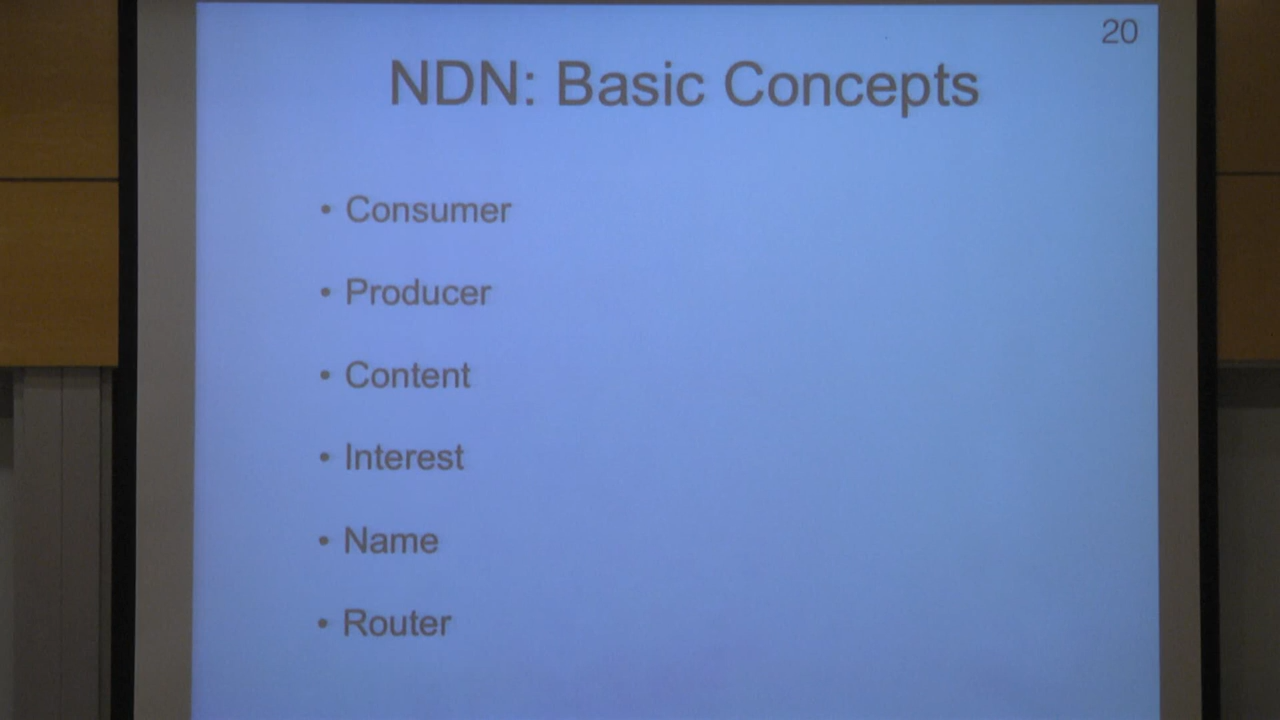 20
NDN: Basic Concepts
• Consumer
• Producer
• Content
• Interest
• Name
• Router